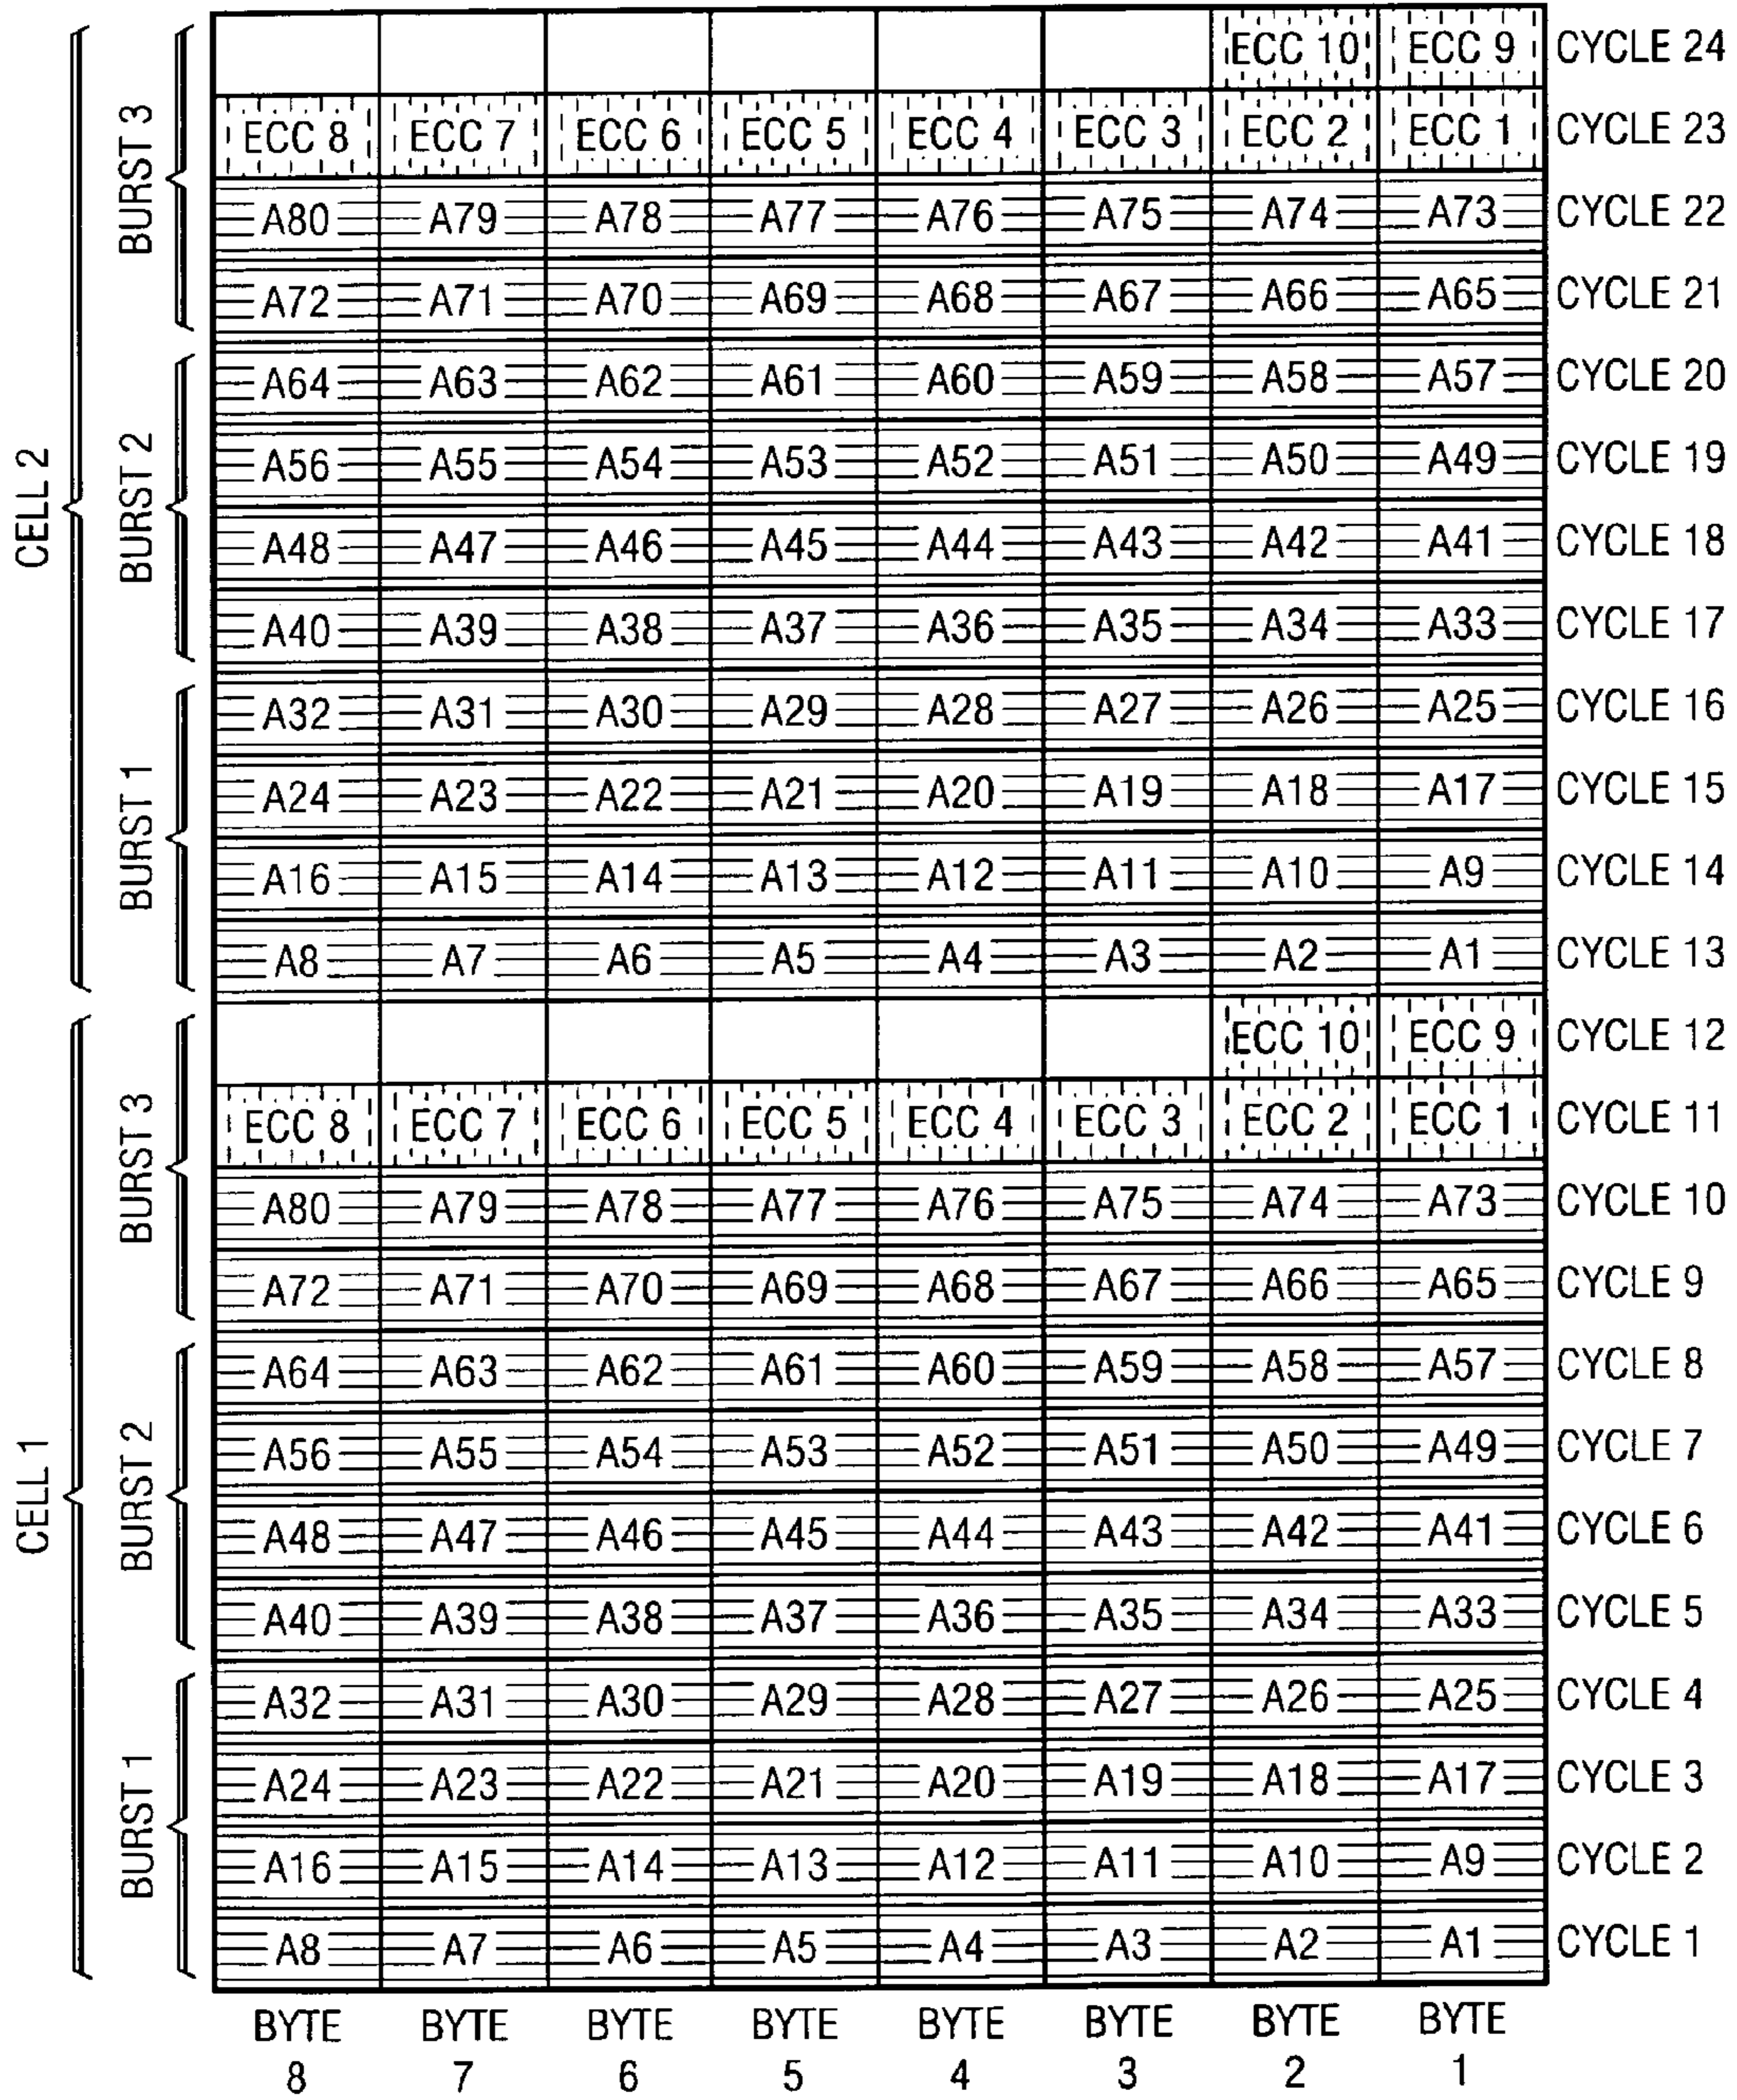 ECC 10 ECC 9 CYCLE 24
ECC 8 ECC 7 ECC 6 ECC 5 ECC 4 ECC 3 ECC 2 ECC 1 CYCLE 23
A80 A79 A78 A77 A76 A75 A74 A73 CYCLE 22
A72 A71 A70 A69 A68 A67 A66 A65 CYCLE 21
BURST 3
A64 A63 A62 A61 A60 A59 A58 A57 CYCLE 20
A56 A55 A54 A53 A52 A51 A50 A49 CYCLE 19
A48 A47 A46 A45 A44 A43 A42 A41 CYCLE 18
A40 A39 A38 A37 A36 A35 A34 A33 CYCLE 17
BURST 2
CELL 2
A32 A31 A30 A29 A28 A27 A26 A25 CYCLE 16
A24 A23 A22 A21 A20 A19 A18 A17 CYCLE 15
A16 A15 A14 A13 A12 A11 A10 A9 CYCLE 14
A8 A7 A6 A5 A4 A3 A2 A1 CYCLE 13
BURST 1
ECC 10 ECC 9 CYCLE 12
ECC 8 ECC 7 ECC 6 ECC 5 ECC 4 ECC 3 ECC 2 ECC 1 CYCLE 11
A80 A79 A78 A77 A76 A75 A74 A73 CYCLE 10
A72 A71 A70 A69 A68 A67 A66 A65 CYCLE 9
BURST 3
A64 A63 A62 A61 A60 A59 A58 A57 CYCLE 8
A56 A55 A54 A53 A52 A51 A50 A49 CYCLE 7
A48 A47 A46 A45 A44 A43 A42 A41 CYCLE 6
A40 A39 A38 A37 A36 A35 A34 A33 CYCLE 5
BURST 2
CELL 1
A32 A31 A30 A29 A28 A27 A26 A25 CYCLE 4
A24 A23 A22 A21 A20 A19 A18 A17 CYCLE 3
A16 A15 A14 A13 A12 A11 A10 A9 CYCLE 2
A8 A7 A6 A5 A4 A3 A2 A1 CYCLE 1
BURST 1
BYTE BYTE BYTE BYTE BYTE BYTE BYTE BYTE
8 7 6 5 4 3 2 1